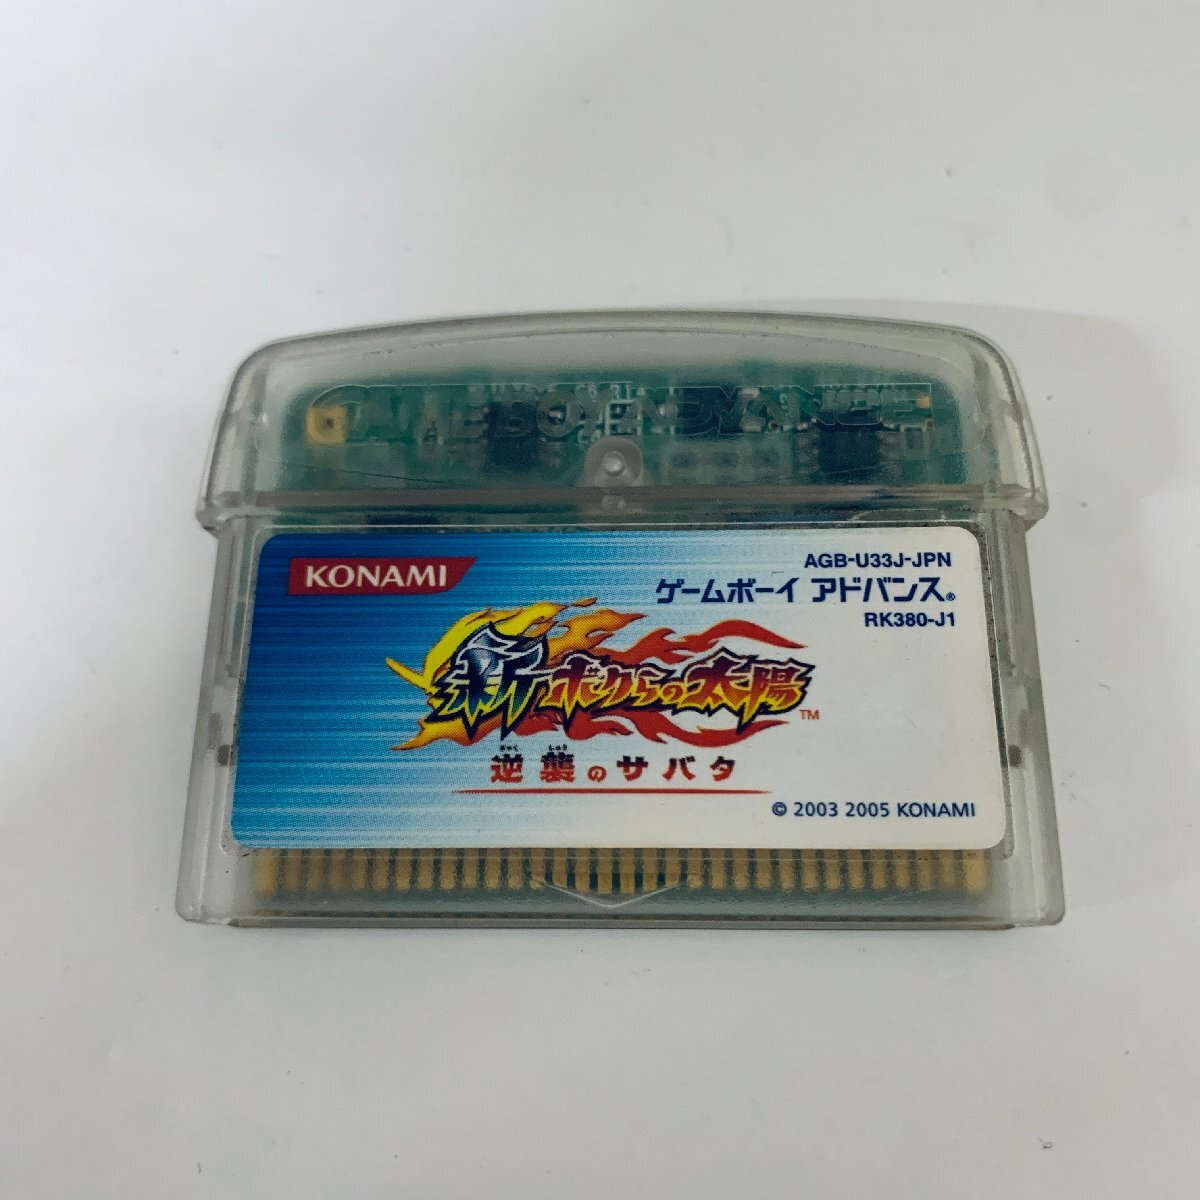 GAME BOY ADVANCE
KONAMI
AGB-U33J-JPN
ゲームボーイ アドバンス®
RK380-J1
新ボクらの太陽™
ぎゃく しゅう
逆襲のサバタ
© 2003 2005 KONAMI